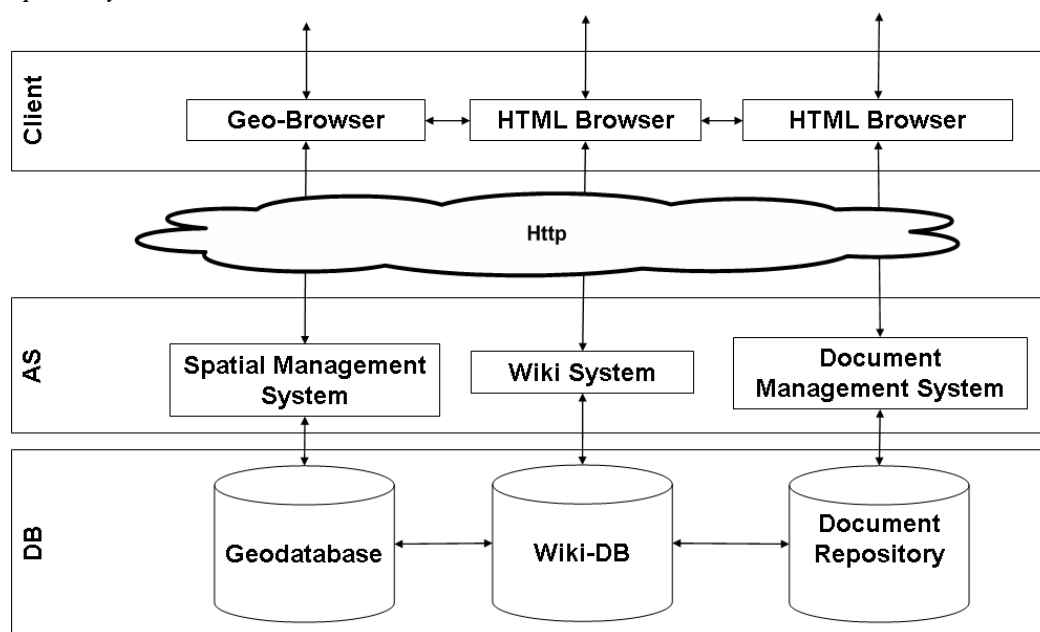 Client
Geo-Browser
HTML Browser
HTML Browser
Http
AS
Spatial Management
System
Wiki System
Document
Management System
DB
Geodatabase
Wiki-DB
Document
Repository